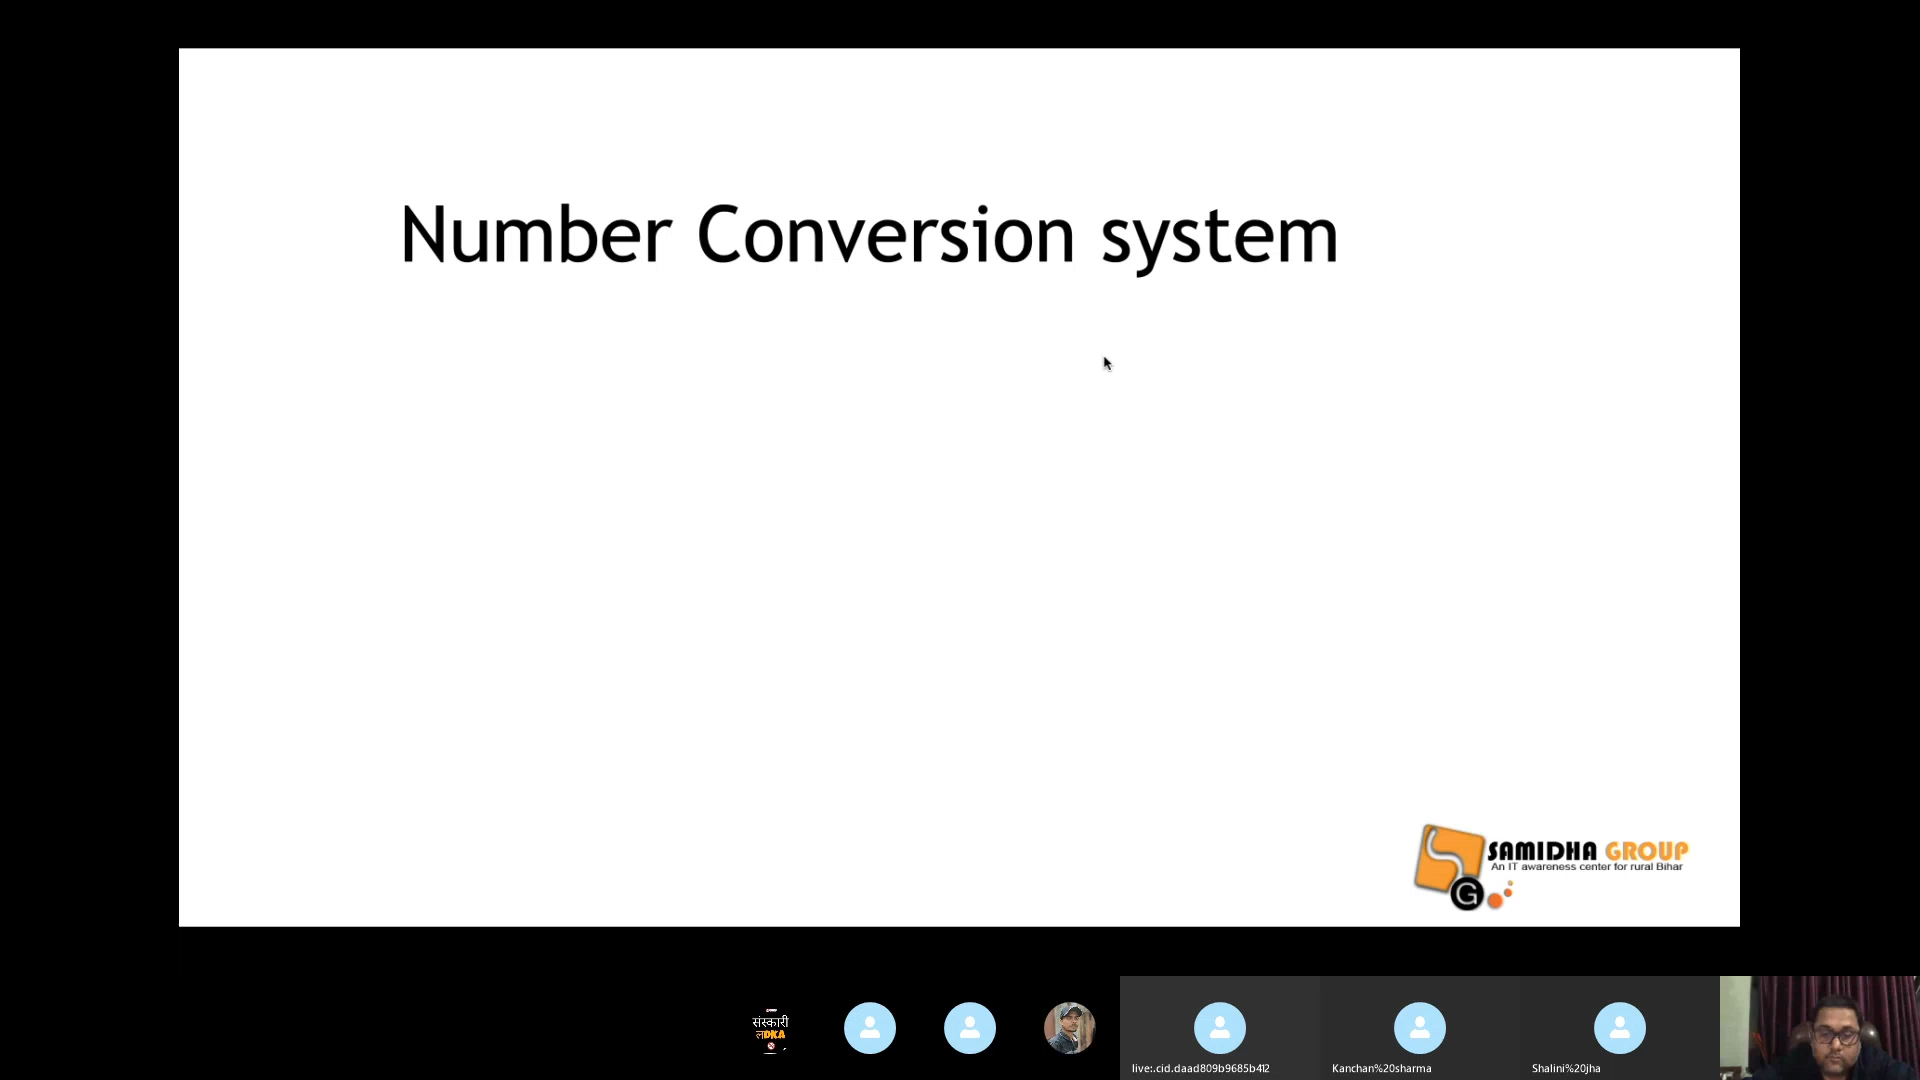 Number Conversion system
SAMIDHA GROUP
An IT awareness center for rural Bihar
G
संस्कारी
लDKA
live:.cid.daad809b9685b412
Kanchan%20sharma
Shalini%20jha